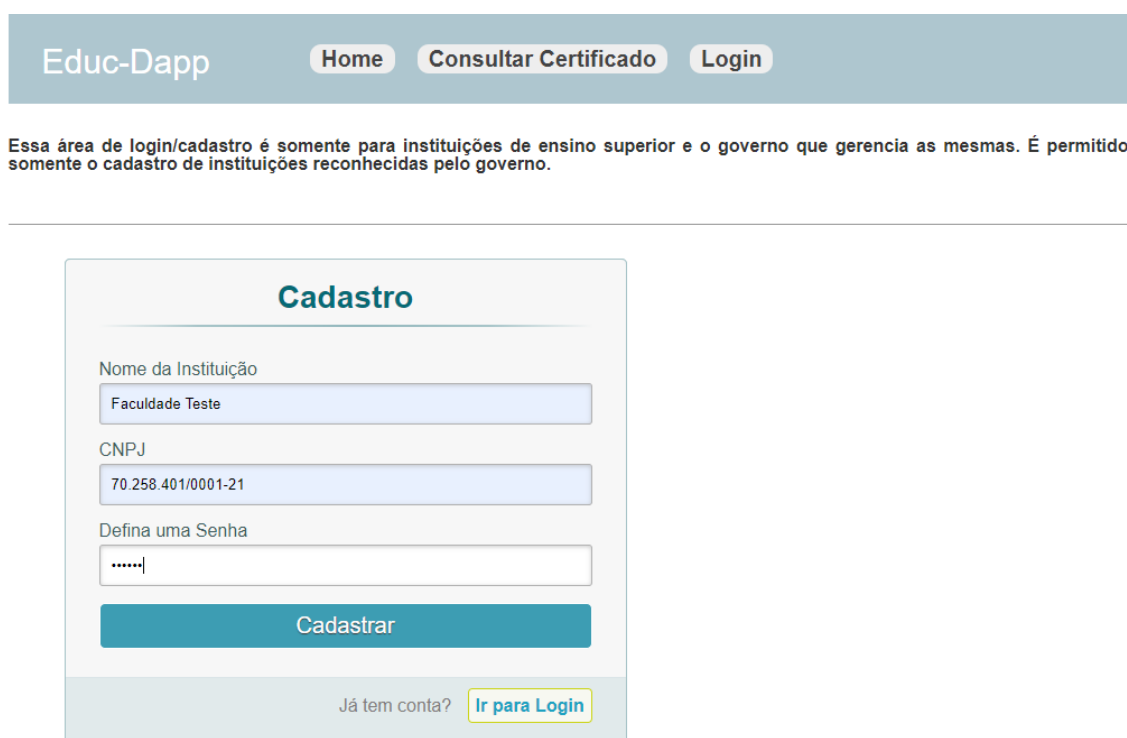 Educ-Dapp
Home Consultar Certificado Login
Essa área de login/cadastro é somente para instituições de ensino superior e o governo que gerencia as mesmas. É permitido
somente o cadastro de instituições reconhecidas pelo governo.
Cadastro
Nome da Instituição
Faculdade Teste
CNPJ
70.258.401/0001-21
Defina uma Senha
••••••
Cadastrar
Já tem conta? Ir para Login